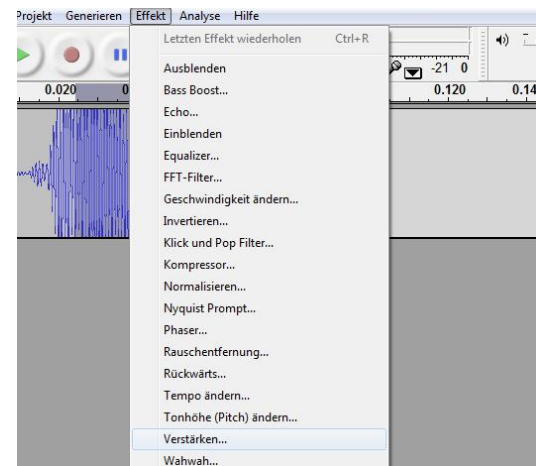 Projekt Generieren Effekt Analyse Hilfe
Letzten Effekt wiederholen Ctrl+R
-21 0
0.020 0 0.120 0.14
Ausblenden
Bass Boost...
Echo...
Einblenden
Equalizer...
FFT-Filter...
Geschwindigkeit ändern...
Invertieren...
Klick und Pop Filter...
Kompressor...
Normalisieren...
Nyquist Prompt...
Phaser...
Rauschentfernung...
Rückwärts...
Tempo ändern...
Tonhöhe (Pitch) ändern...
Verstärken...
Wahwah...